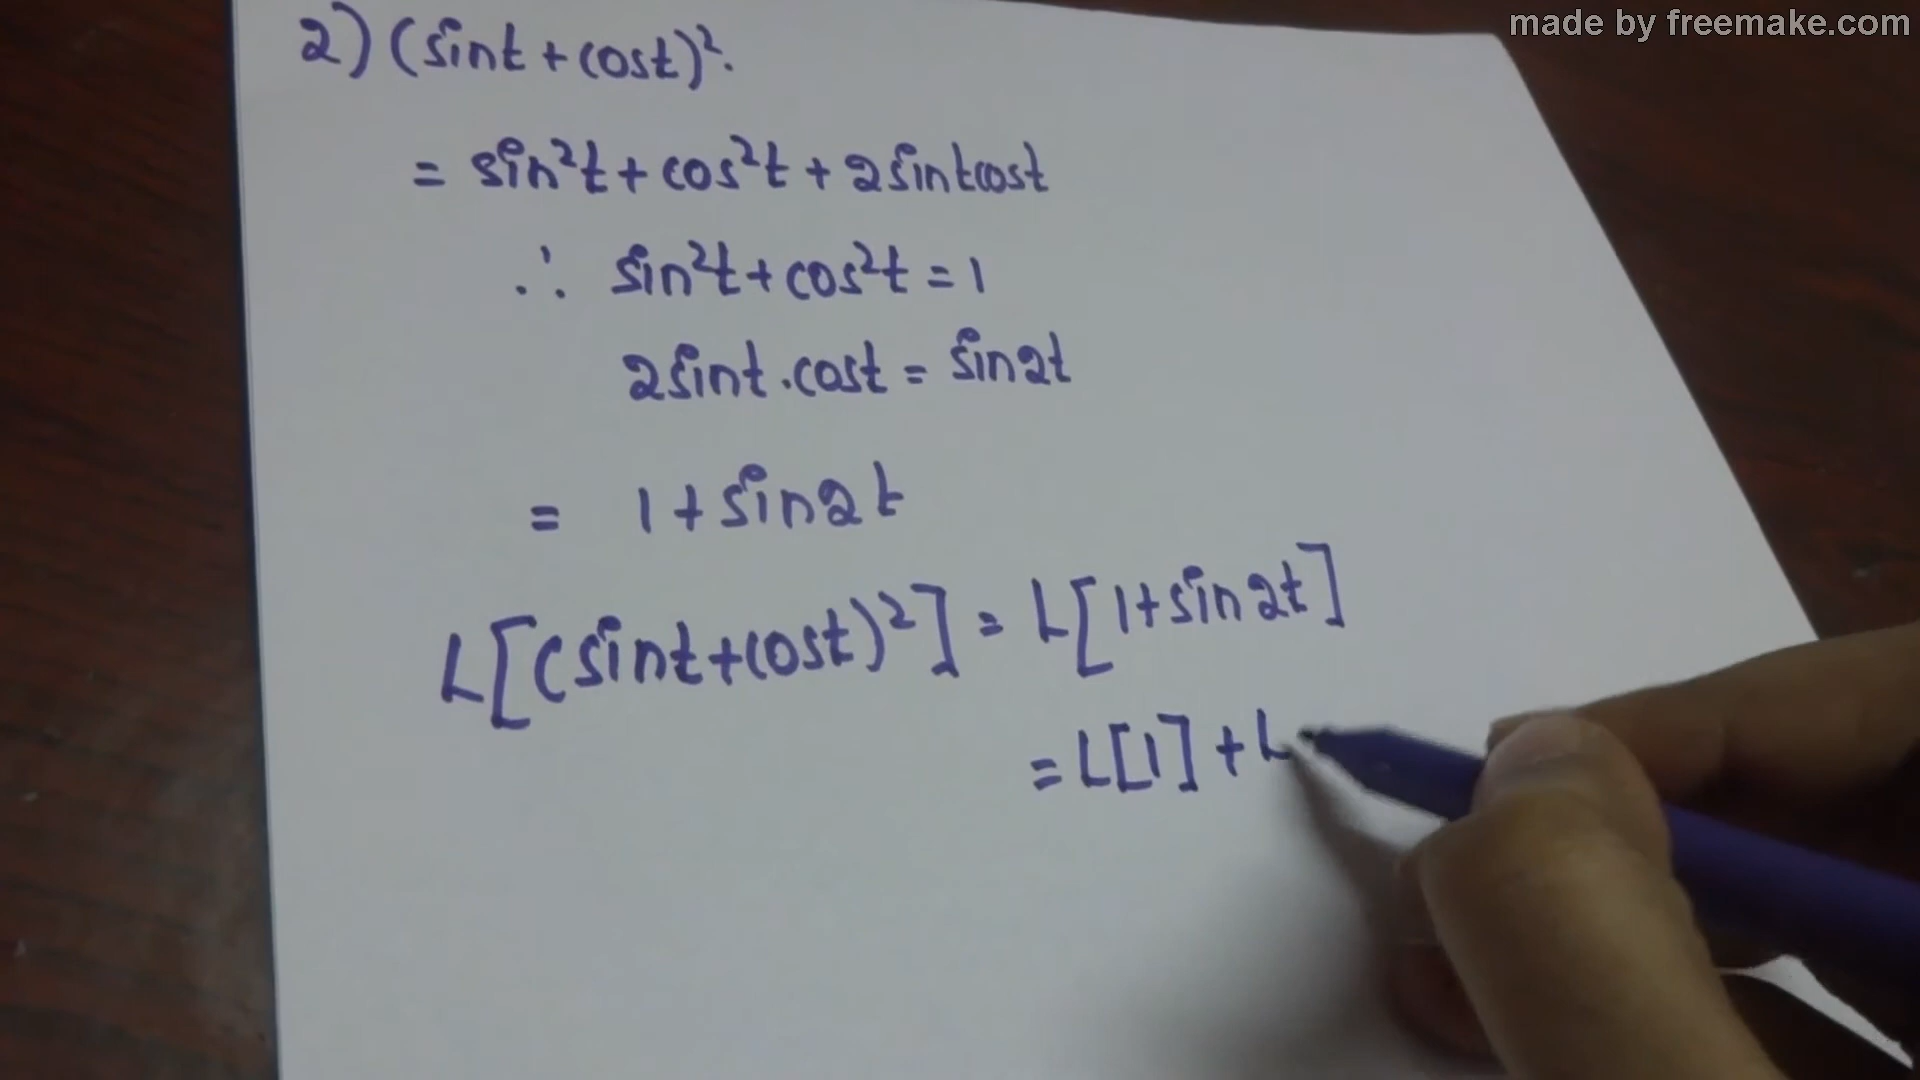 made by freemake.com
2) (sint + cost)².
= sin²t + cos²t + 2sintcost
∴ sin²t + cos²t = 1
2sint.cost = sin2t
= 1 + sin2t
L[(sint+cost)²] = L[1+sin2t]
= L[1] + L